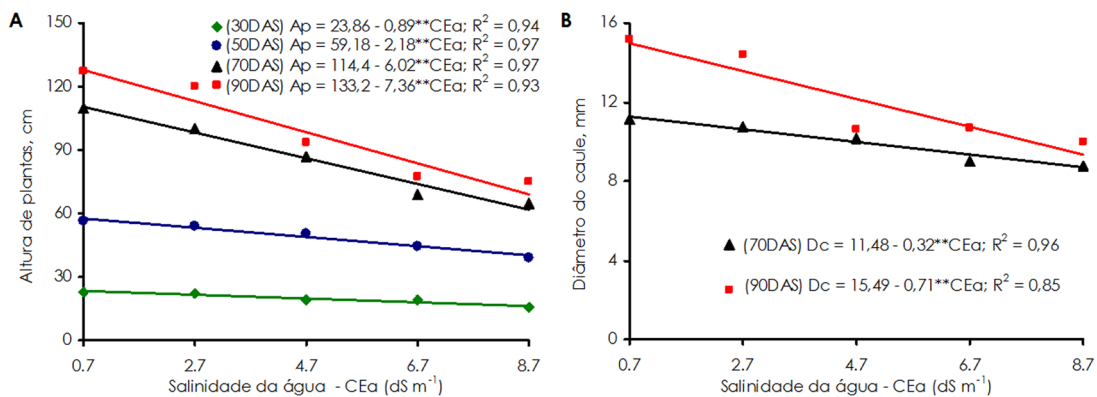 A
(30DAS) Ap = 23,86 - 0,89**CEa; R² = 0,94
(50DAS) Ap = 59,18 - 2,18**CEa; R² = 0,97
(70DAS) Ap = 114,4 - 6,02**CEa; R² = 0,97
(90DAS) Ap = 133,2 - 7,36**CEa; R² = 0,93
Altura de plantas, cm
150
120
90
60
30
0
0.7 2.7 4.7 6.7 8.7
Salinidade da água - CEa (dS m⁻¹)
B
Diâmetro do caule, mm
16
12
8
4
0
(70DAS) Dc = 11,48 - 0,32**CEa; R² = 0,96
(90DAS) Dc = 15,49 - 0,71**CEa; R² = 0,85
0.7 2.7 4.7 6.7 8.7
Salinidade da água - CEa (dS m⁻¹)